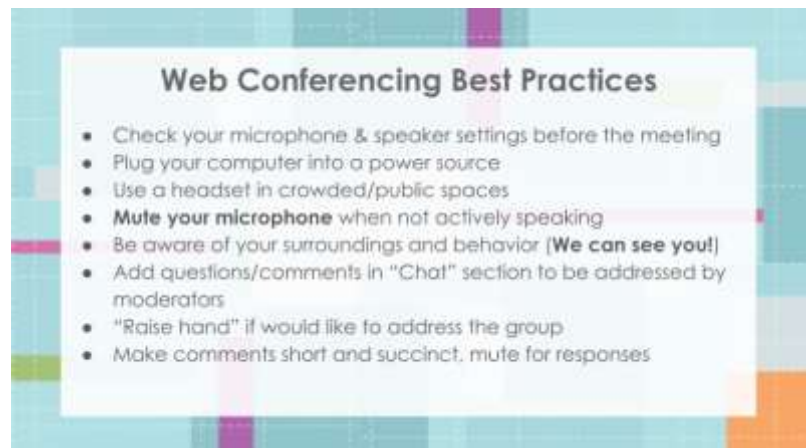 Web Conferencing Best Practices
● Check your microphone & speaker settings before the meeting
● Plug your computer into a power source
● Use a headset in crowded/public spaces
● Mute your microphone when not actively speaking
● Be aware of your surroundings and behavior (We can see you!)
● Add questions/comments in “Chat” section to be addressed by
moderators
● “Raise hand” if would like to address the group
● Make comments short and succinct, mute for responses